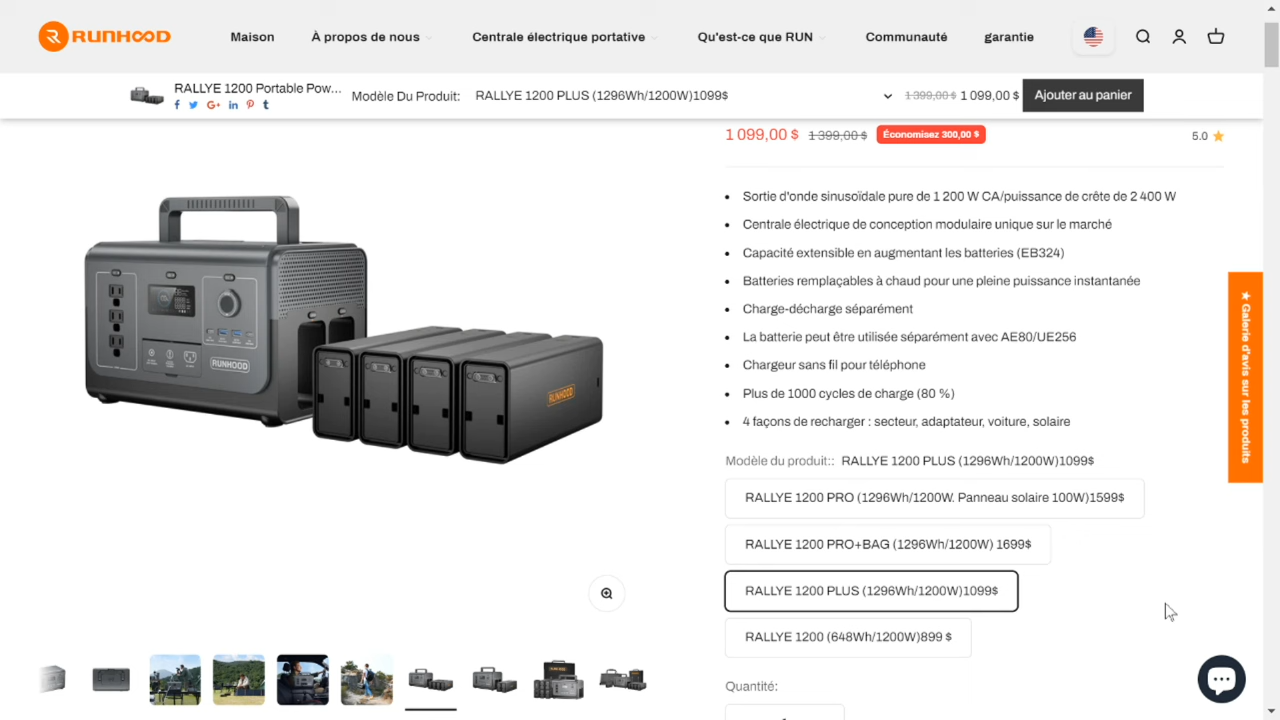 RUNHOOD
Maison
À propos de nous
Centrale électrique portative
Qu'est-ce que RUN
Communauté
garantie
RALLYE 1200 Portable Pow...
Modèle Du Produit:
RALLYE 1200 PLUS (1296Wh/1200W)1099$
1 399,00 $ 1 099,00 $
Ajouter au panier
1 099,00 $ 1 399,00 $ Économisez 300,00 $
5.0
Sortie d'onde sinusoïdale pure de 1 200 W CA/puissance de crête de 2 400 W
Centrale électrique de conception modulaire unique sur le marché
Capacité extensible en augmentant les batteries (EB324)
Batteries remplaçables à chaud pour une pleine puissance instantanée
Charge-décharge séparément
La batterie peut être utilisée séparément avec AE80/UE256
Chargeur sans fil pour téléphone
Plus de 1000 cycles de charge (80 %)
4 façons de recharger : secteur, adaptateur, voiture, solaire
Modèle du produit:: RALLYE 1200 PLUS (1296Wh/1200W)1099$
RALLYE 1200 PRO (1296Wh/1200W. Panneau solaire 100W)1599$
RALLYE 1200 PRO+BAG (1296Wh/1200W) 1699$
RALLYE 1200 PLUS (1296Wh/1200W)1099$
RALLYE 1200 (648Wh/1200W)899 $
Quantité:
★ Galerie d'avis sur les produits
RUNHOOD
RUNHOOD